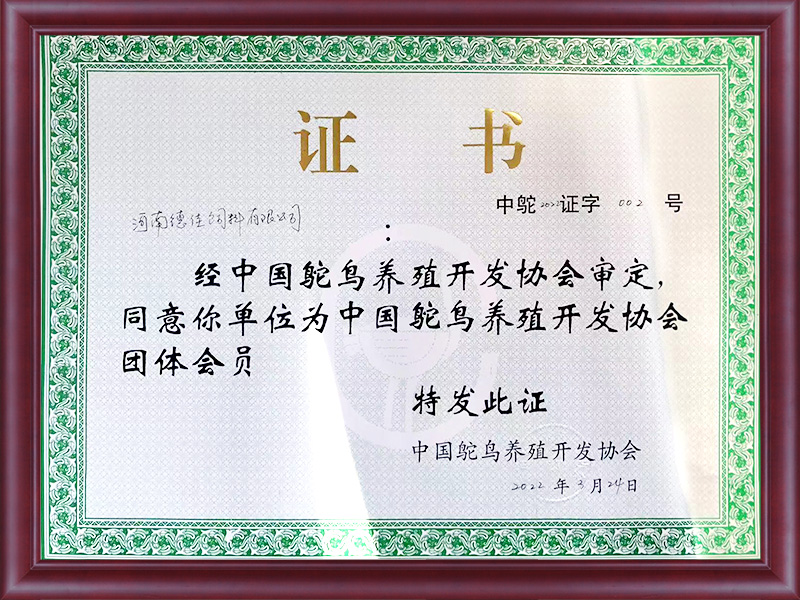 证 书
中鸵2022证字 002 号
河南德佳饲料有限公司:
经中国鸵鸟养殖开发协会审定,
同意你单位为中国鸵鸟养殖开发协会
团体会员
特发此证
中国鸵鸟养殖开发协会
2022 年 3 月 24 日